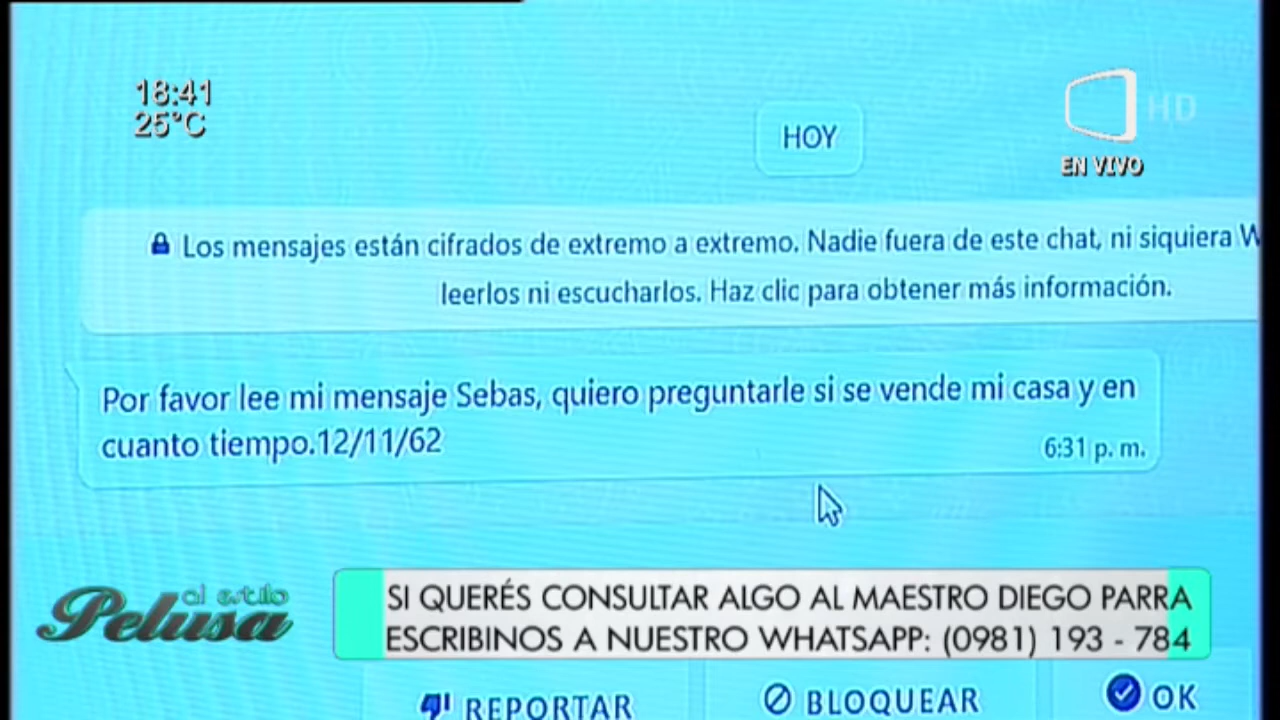 18:41
25°C
HD
EN VIVO
HOY
Los mensajes están cifrados de extremo a extremo. Nadie fuera de este chat, ni siquiera W
leerlos ni escucharlos. Haz clic para obtener más información.
Por favor lee mi mensaje Sebas, quiero preguntarle si se vende mi casa y en
cuanto tiempo.12/11/62
6:31 p. m.
al estilo
Pelusa
SI QUERÉS CONSULTAR ALGO AL MAESTRO DIEGO PARRA
ESCRIBINOS A NUESTRO WHATSAPP: (0981) 193 - 784
REPORTAR
BLOQUEAR
OK